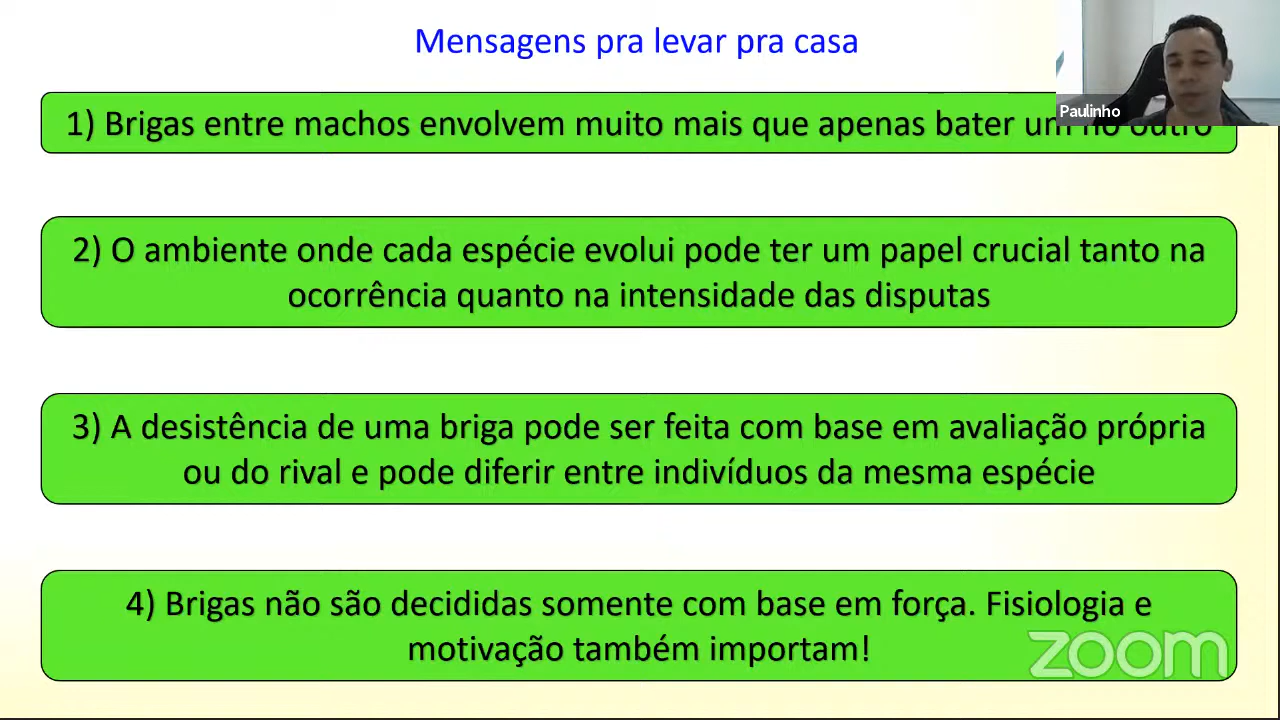 Mensagens pra levar pra casa
Paulinho
1) Brigas entre machos envolvem muito mais que apenas bater um no outro
2) O ambiente onde cada espécie evolui pode ter um papel crucial tanto na
ocorrência quanto na intensidade das disputas
3) A desistência de uma briga pode ser feita com base em avaliação própria
ou do rival e pode diferir entre indivíduos da mesma espécie
4) Brigas não são decididas somente com base em força. Fisiologia e
motivação também importam!
zoom